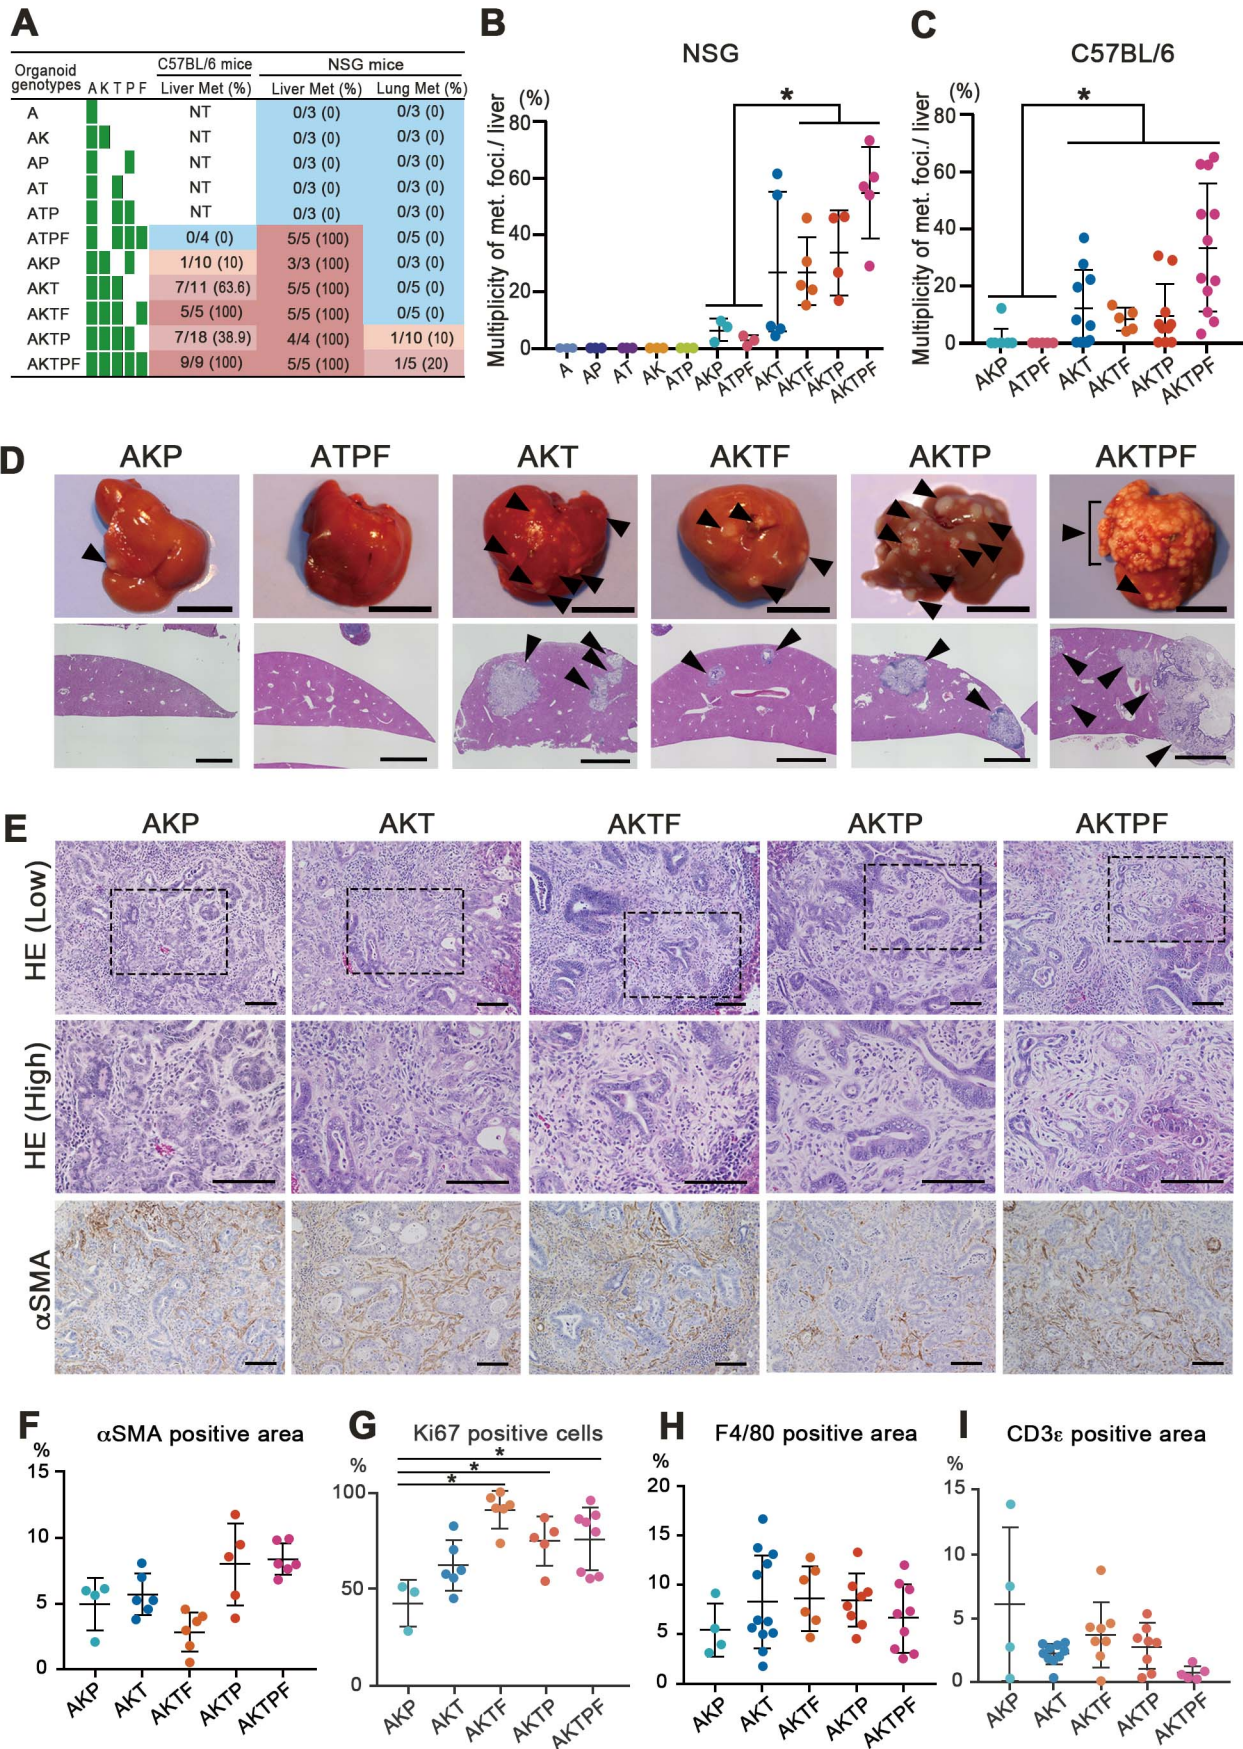 A
Organoid genotypes A K T P F C57BL/6 mice NSG mice
Liver Met (%) Liver Met (%) Lung Met (%)
A NT 0/3 (0) 0/3 (0)
AK NT 0/3 (0) 0/3 (0)
AP NT 0/3 (0) 0/3 (0)
AT NT 0/3 (0) 0/3 (0)
ATP NT 0/3 (0) 0/3 (0)
ATPF 0/4 (0) 5/5 (100) 0/5 (0)
AKP 1/10 (10) 3/3 (100) 0/3 (0)
AKT 7/11 (63.6) 5/5 (100) 0/5 (0)
AKTF 5/5 (100) 5/5 (100) 0/5 (0)
AKTP 7/18 (38.9) 4/4 (100) 1/10 (10)
AKTPF 9/9 (100) 5/5 (100) 1/5 (20)
B
NSG
(%)
Multiplicity of met. foci./ liver
80
60
40
20
0
*
A AP AT AK ATP AKP ATPF AKT AKTF AKTP AKTPF
C
C57BL/6
(%)
Multiplicity of met. foci./ liver
80
60
40
20
0
*
AKP ATPF AKT AKTF AKTP AKTPF
D
AKP ATPF AKT AKTF AKTP AKTPF
E
AKP AKT AKTF AKTP AKTPF
HE (Low)
HE (High)
αSMA
F
αSMA positive area
%
15
10
5
0
AKP AKT AKTF AKTP AKTPF
G
Ki67 positive cells
%
100
50
0
*
*
*
AKP AKT AKTF AKTP AKTPF
H
F4/80 positive area
%
20
15
10
5
0
AKP AKT AKTF AKTP AKTPF
I
CD3ε positive area
%
15
10
5
0
AKP AKT AKTF AKTP AKTPF